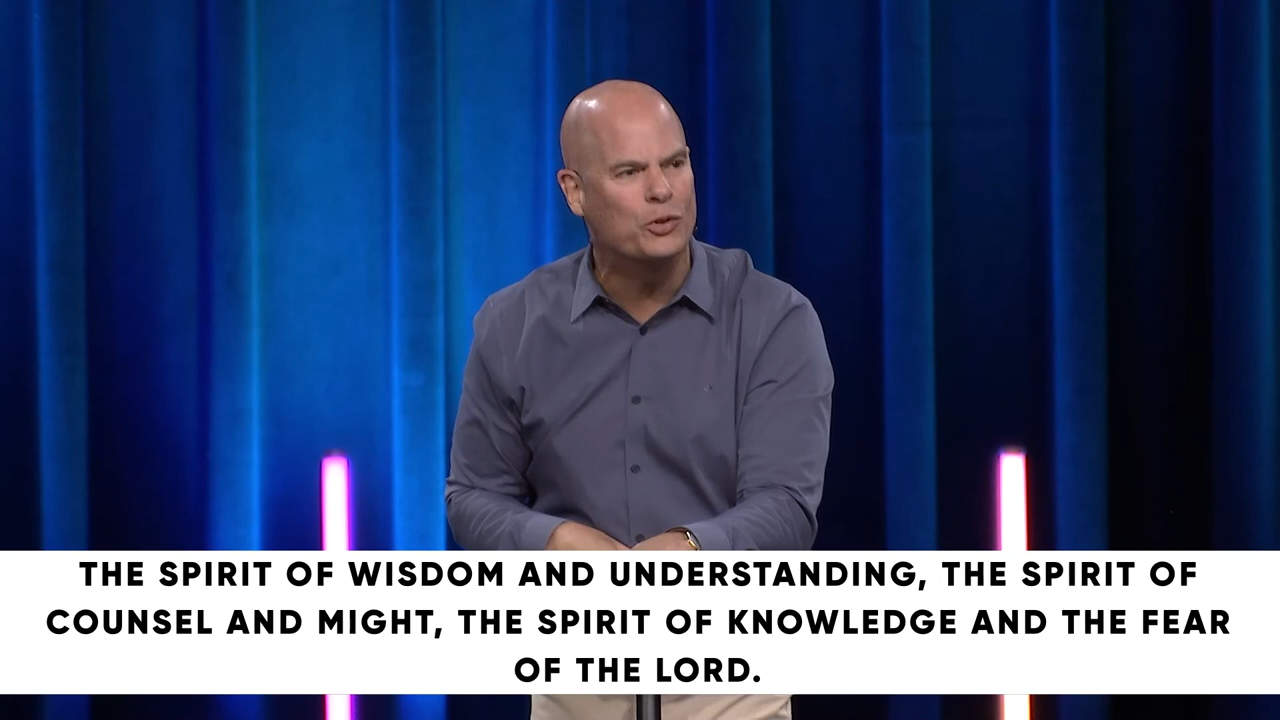 THE SPIRIT OF WISDOM AND UNDERSTANDING, THE SPIRIT OF
COUNSEL AND MIGHT, THE SPIRIT OF KNOWLEDGE AND THE FEAR
OF THE LORD.